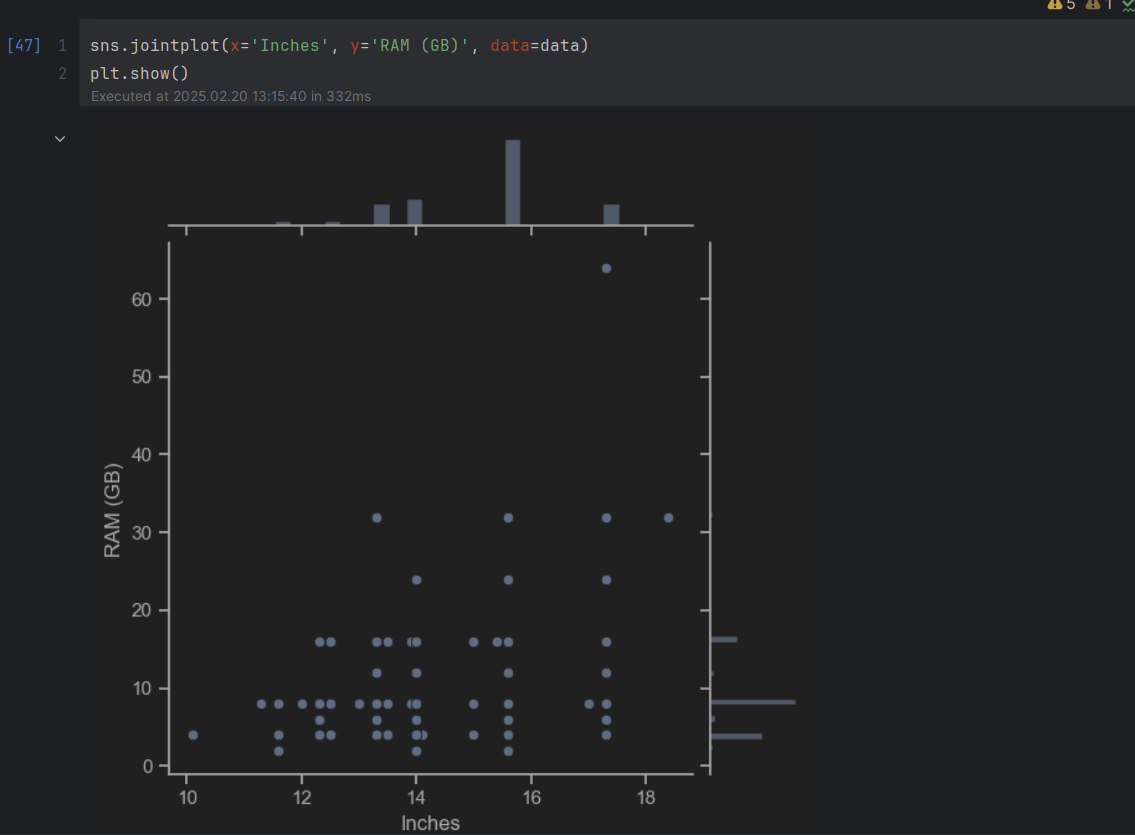 5 1
[47] 1 sns.jointplot(x='Inches', y='RAM (GB)', data=data)
2 plt.show()
Executed at 2025.02.20 13:15:40 in 332ms
60
50
40
30
20
10
0
RAM (GB)
10 12 14 16 18
Inches